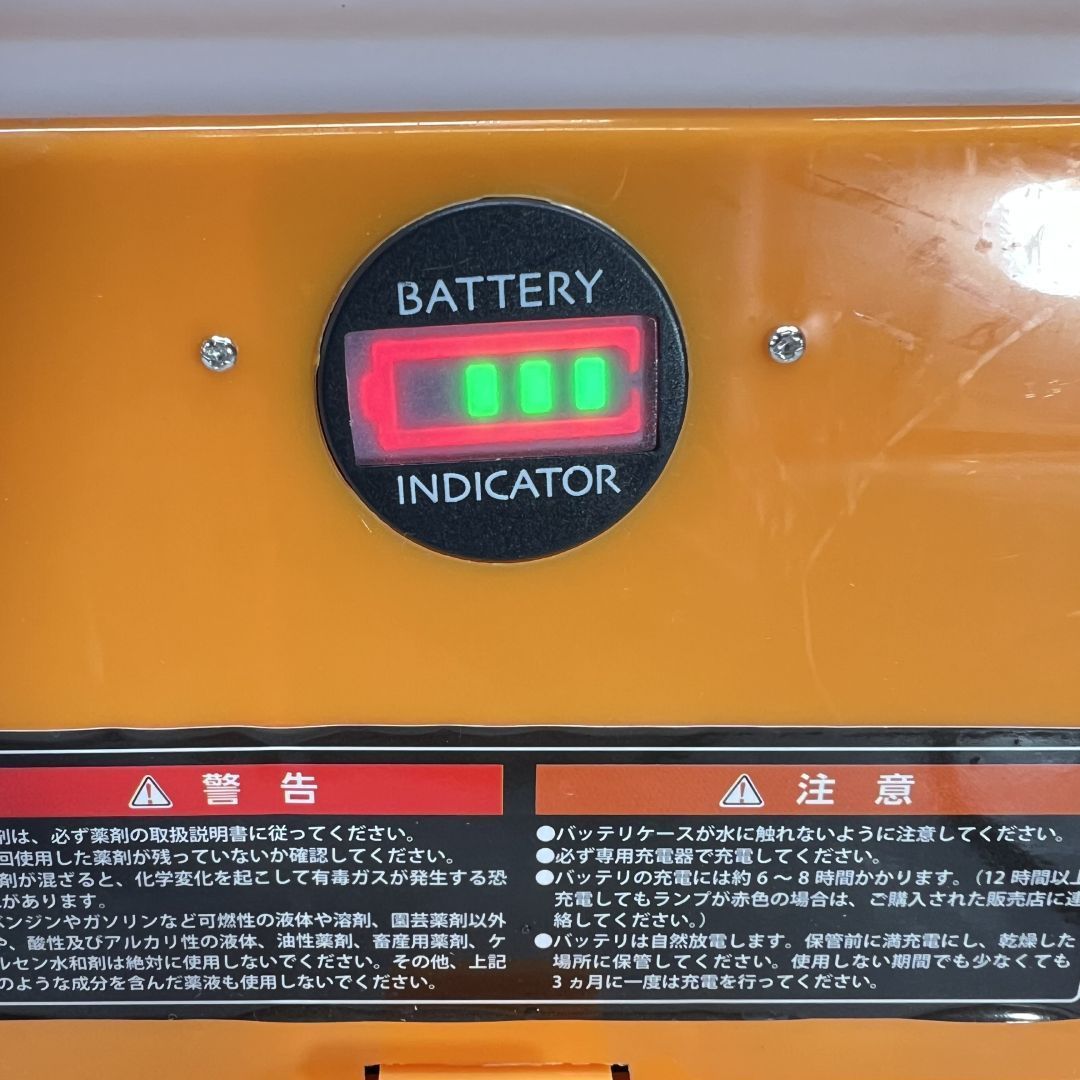 BATTERY
INDICATOR
警告
剤は、必ず薬剤の取扱説明書に従ってください。
回使用した薬剤が残っていないか確認してください。
剤が混ざると、化学変化を起こして有毒ガスが発生する恐
があります。
ベンジンやガソリンなど可燃性の液体や溶剤、園芸薬剤以外
や、酸性及びアルカリ性の液体、油性薬剤、畜産用薬剤、ケ
ルセン水和剤は絶対に使用しないでください。その他、上記
のような成分を含んだ薬液も使用しないでください。
注意
●バッテリケースが水に触れないように注意してください。
●必ず専用充電器で充電してください。
●バッテリの充電には約6~8時間かかります。（12時間以上
充電してもランプが赤色の場合は、ご購入された販売店に連
絡してください。）
●バッテリは自然放電します。保管前に満充電にし、乾燥した
場所に保管してください。使用しない期間でも少なくても
3ヵ月に一度は充電を行ってください。